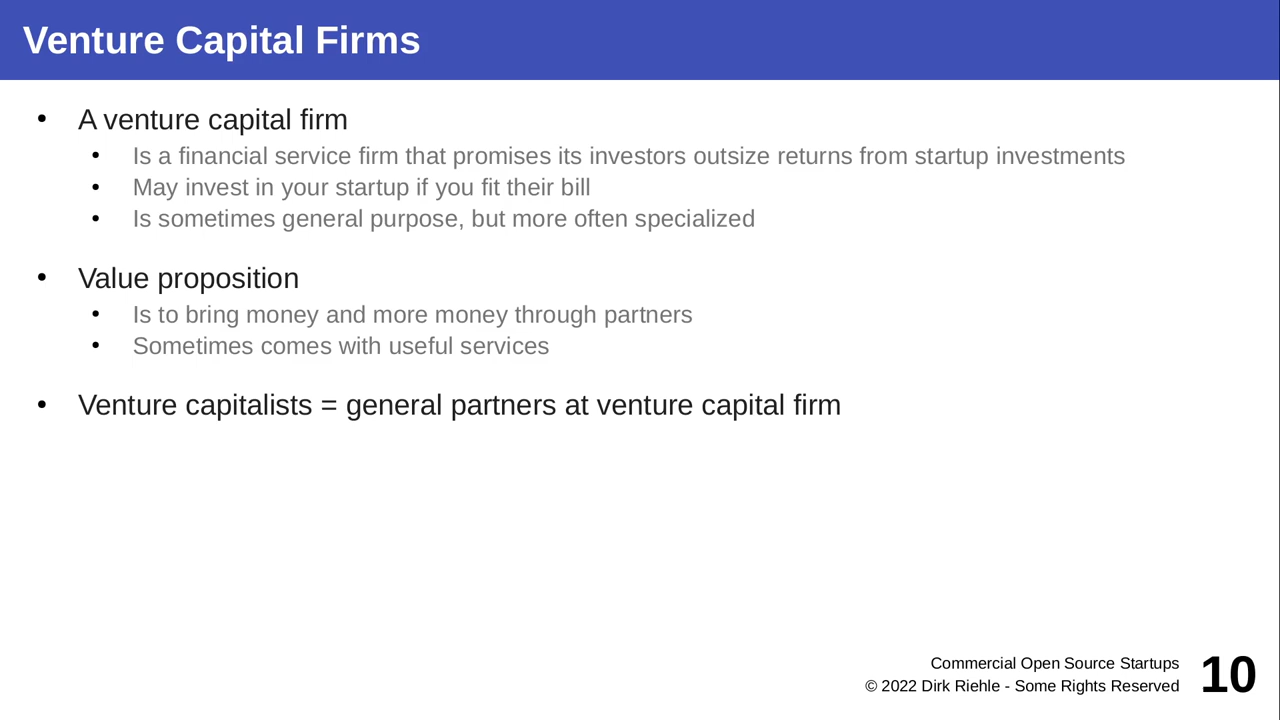 Venture Capital Firms
• A venture capital firm
• Is a financial service firm that promises its investors outsize returns from startup investments
• May invest in your startup if you fit their bill
• Is sometimes general purpose, but more often specialized
• Value proposition
• Is to bring money and more money through partners
• Sometimes comes with useful services
• Venture capitalists = general partners at venture capital firm
Commercial Open Source Startups
© 2022 Dirk Riehle - Some Rights Reserved
10